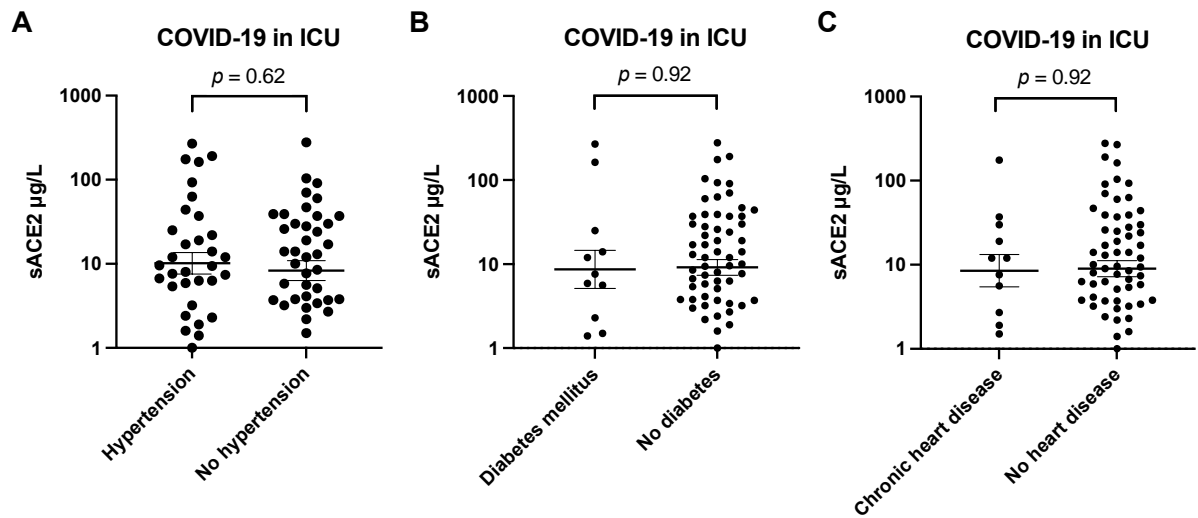 A
COVID-19 in ICU
p = 0.62
1000
100
10
1
sACE2 µg/L
Hypertension
No hypertension
B
COVID-19 in ICU
p = 0.92
1000
100
10
1
sACE2 µg/L
Diabetes mellitus
No diabetes
C
COVID-19 in ICU
p = 0.92
1000
100
10
1
sACE2 µg/L
Chronic heart disease
No heart disease